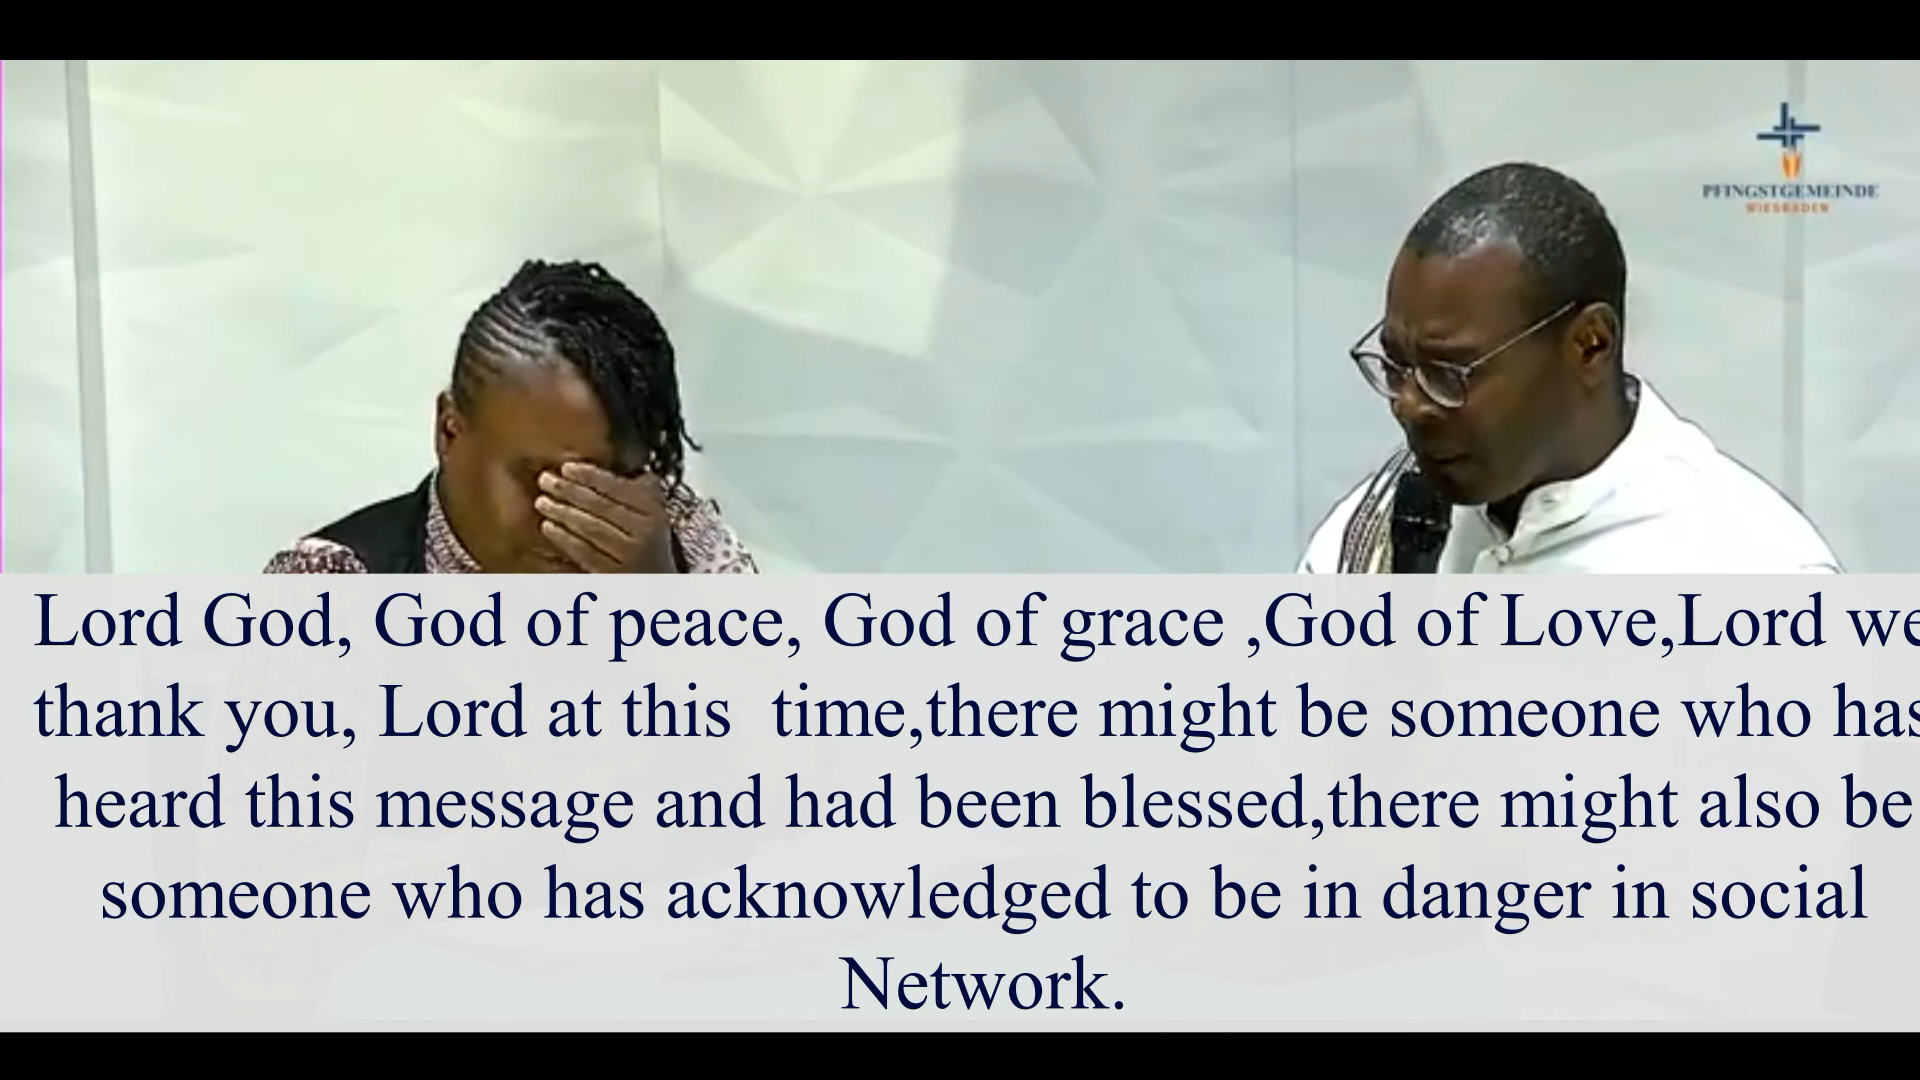 PFINGSTGEMEINDE
WIESBADEN
Lord God, God of peace, God of grace ,God of Love,Lord we
thank you, Lord at this  time,there might be someone who has
heard this message and had been blessed,there might also be
someone who has acknowledged to be in danger in social
Network.